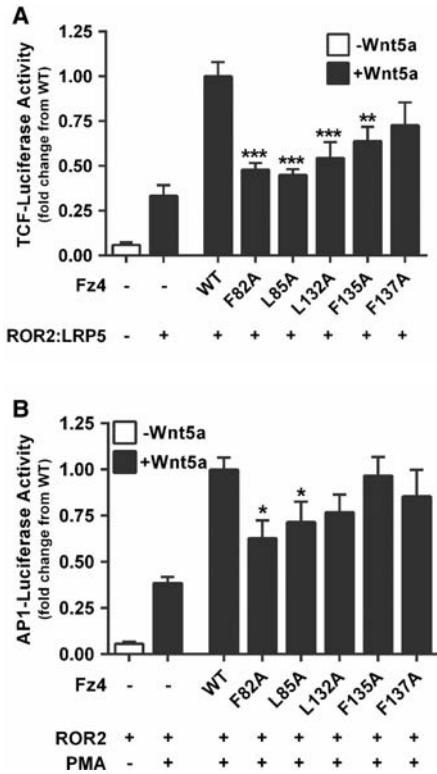 A
-Wnt5a
+Wnt5a
TCF-Luciferase Activity
(fold change from WT)
1.25
1.00
0.75
0.50
0.25
0.00
*** *** *** **
Fz4 - - WT F82A L85A L132A F135A F137A
ROR2:LRP5 - + + + + + + +
B
-Wnt5a
+Wnt5a
AP1-Luciferase Activity
(fold change from WT)
1.25
1.00
0.75
0.50
0.25
0.00
* *
Fz4 - - WT F82A L85A L132A F135A F137A
ROR2 + + + + + + + +
PMA - + + + + + + +